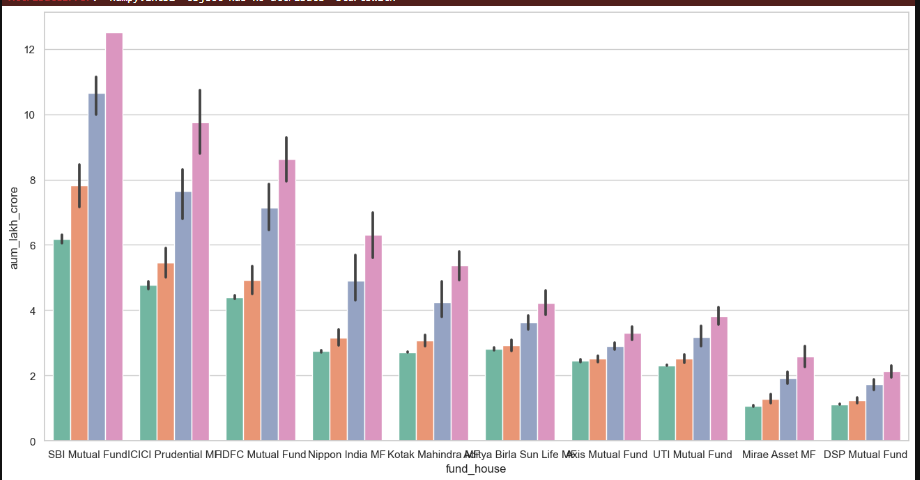 12
10
8
6
4
2
0
aum_lakh_crore
SBI Mutual Fund ICICI Prudential MF HDFC Mutual Fund Nippon India MF Kotak Mahindra MF Aditya Birla Sun Life MF Axis Mutual Fund UTI Mutual Fund Mirae Asset MF DSP Mutual Fund
fund_house